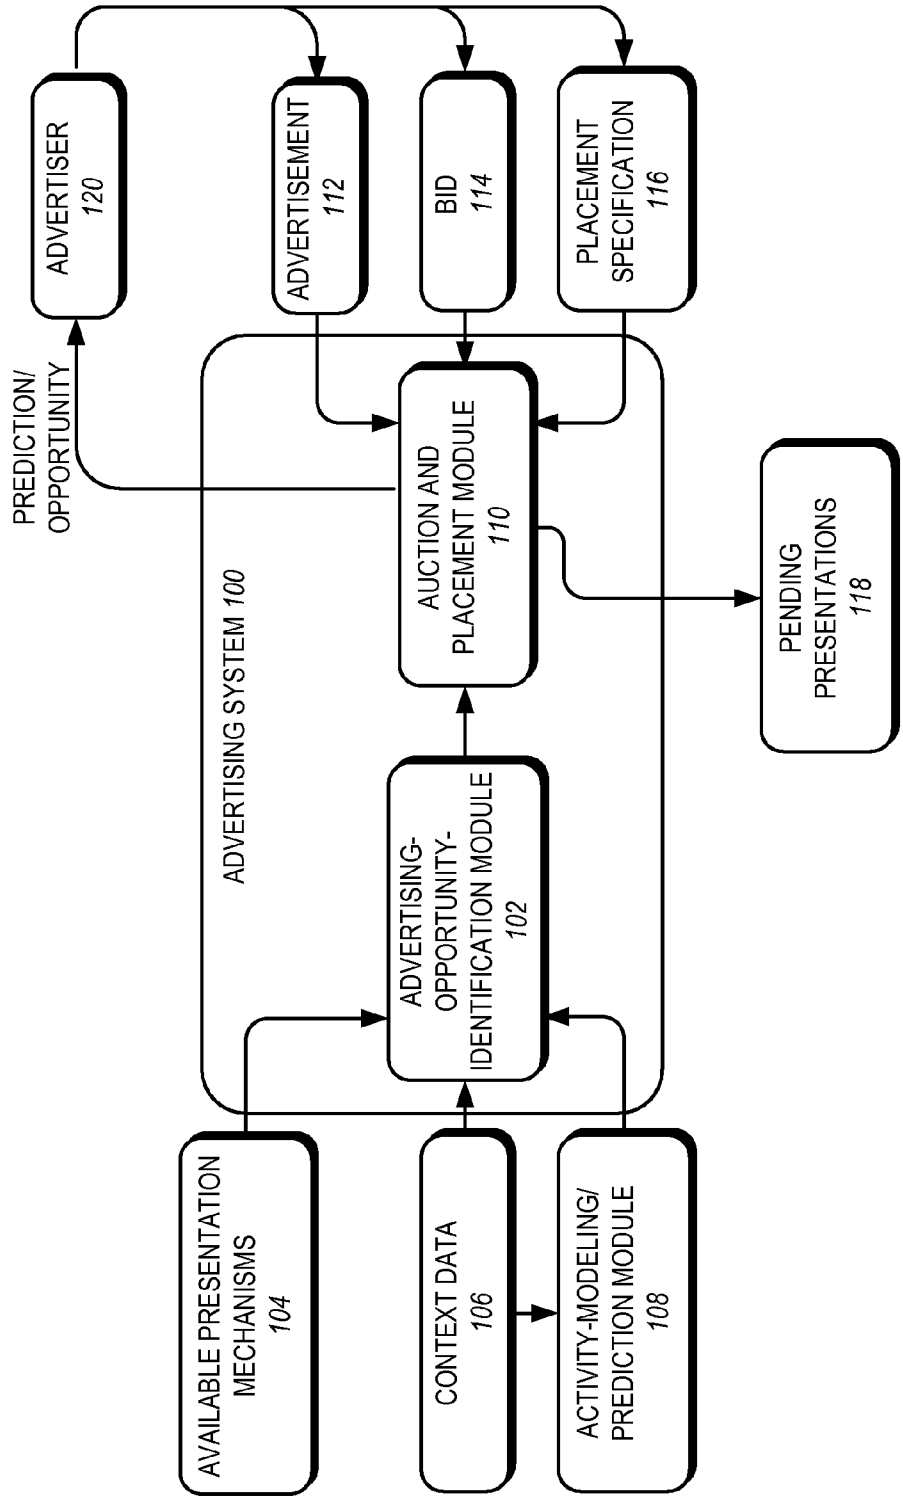 PREDICTION/
OPPORTUNITY
ADVERTISER
120
ADVERTISING SYSTEM 100
AVAILABLE PRESENTATION
MECHANISMS
104
ADVERTISEMENT
112
CONTEXT DATA
106
ADVERTISING-
OPPORTUNITY-
IDENTIFICATION MODULE
102
AUCTION AND
PLACEMENT MODULE
110
BID
114
ACTIVITY-MODELING/
PREDICTION MODULE
108
PLACEMENT
SPECIFICATION
116
PENDING
PRESENTATIONS
118